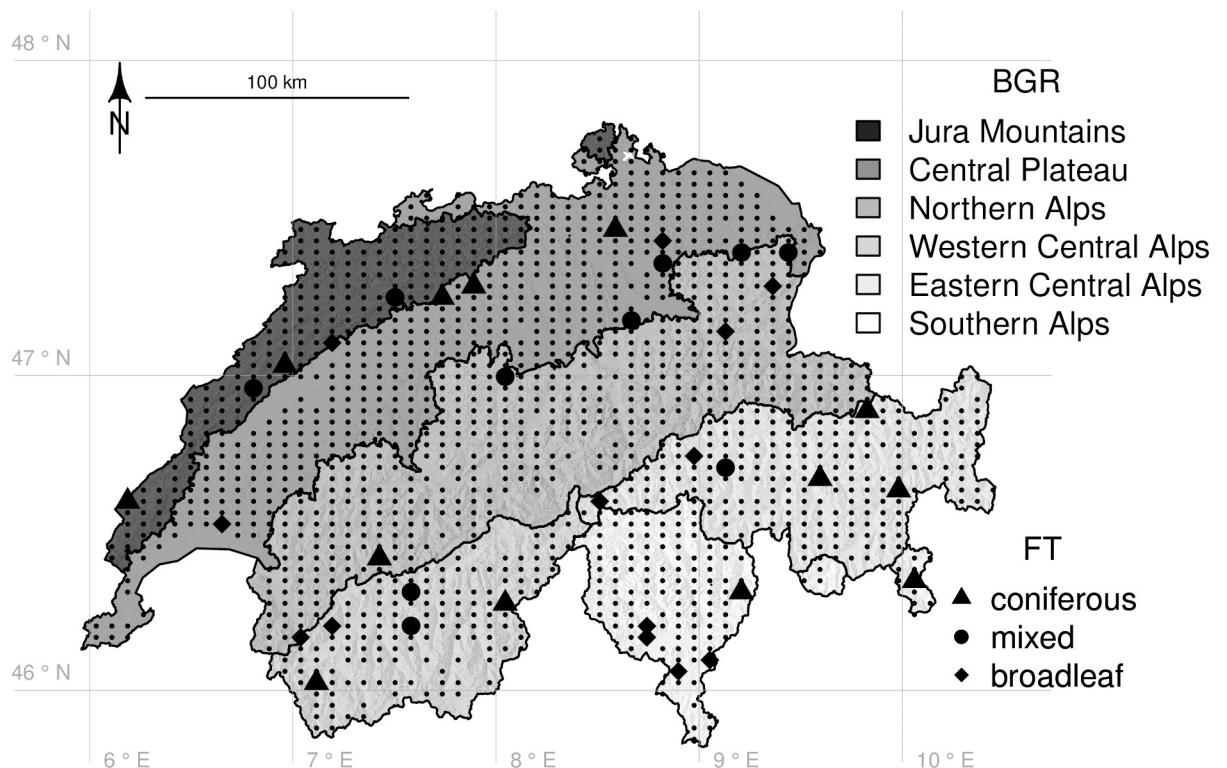 48 ° N
100 km
N
BGR
Jura Mountains
Central Plateau
Northern Alps
Western Central Alps
Eastern Central Alps
Southern Alps
47 ° N
FT
coniferous
mixed
broadleaf
46 ° N
6 ° E
7 ° E
8 ° E
9 ° E
10 ° E